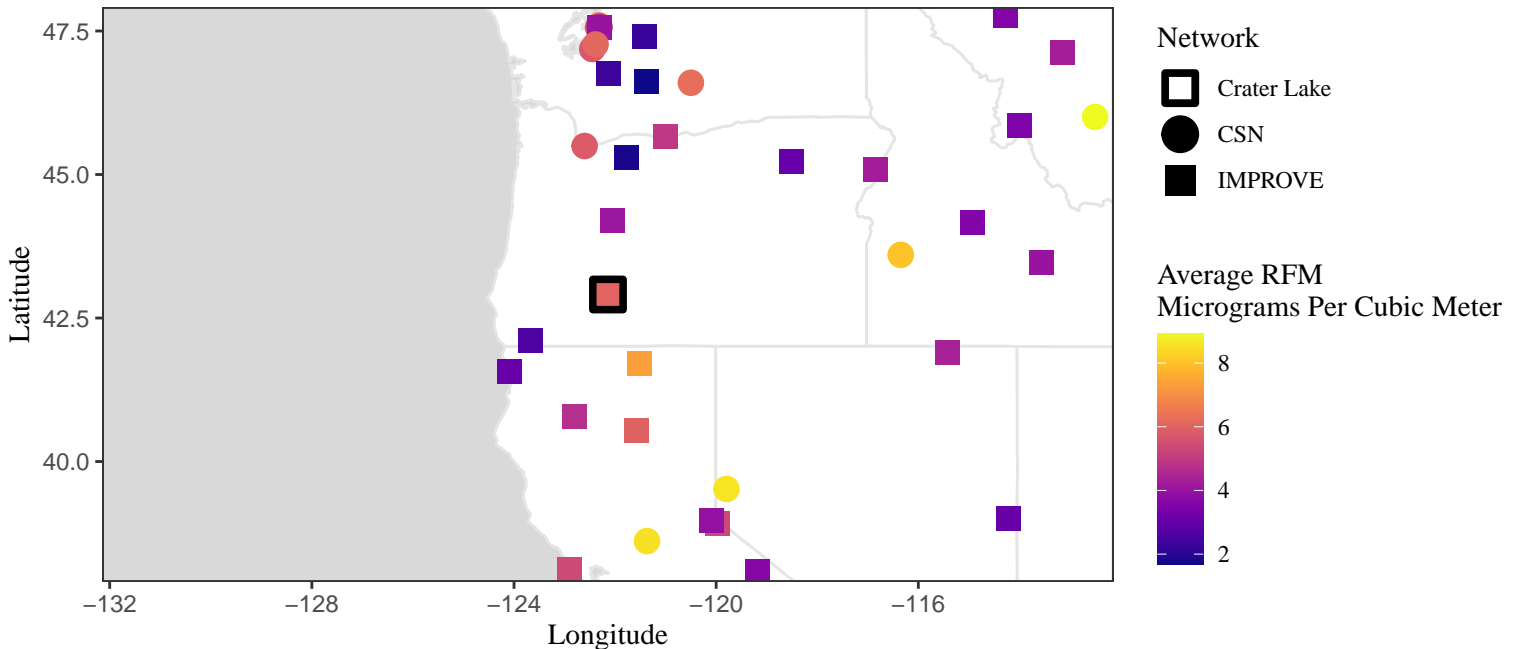 47.5
45.0
42.5
40.0
Latitude
−132
−128
−124
−120
−116
Longitude
Network
Crater Lake
CSN
IMPROVE
Average RFM
Micrograms Per Cubic Meter
8
6
4
2